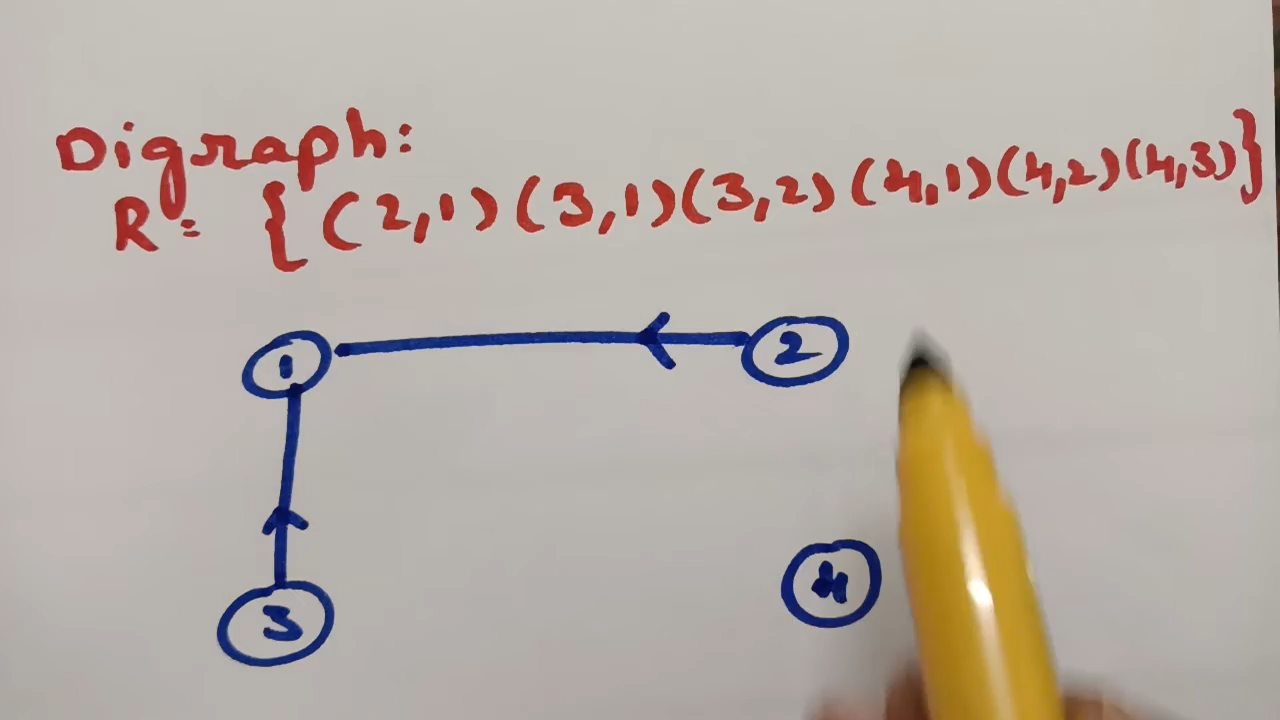 Digraph:
R= { (2,1)(3,1)(3,2)(4,1)(4,2)(4,3)}
1 2
3 4